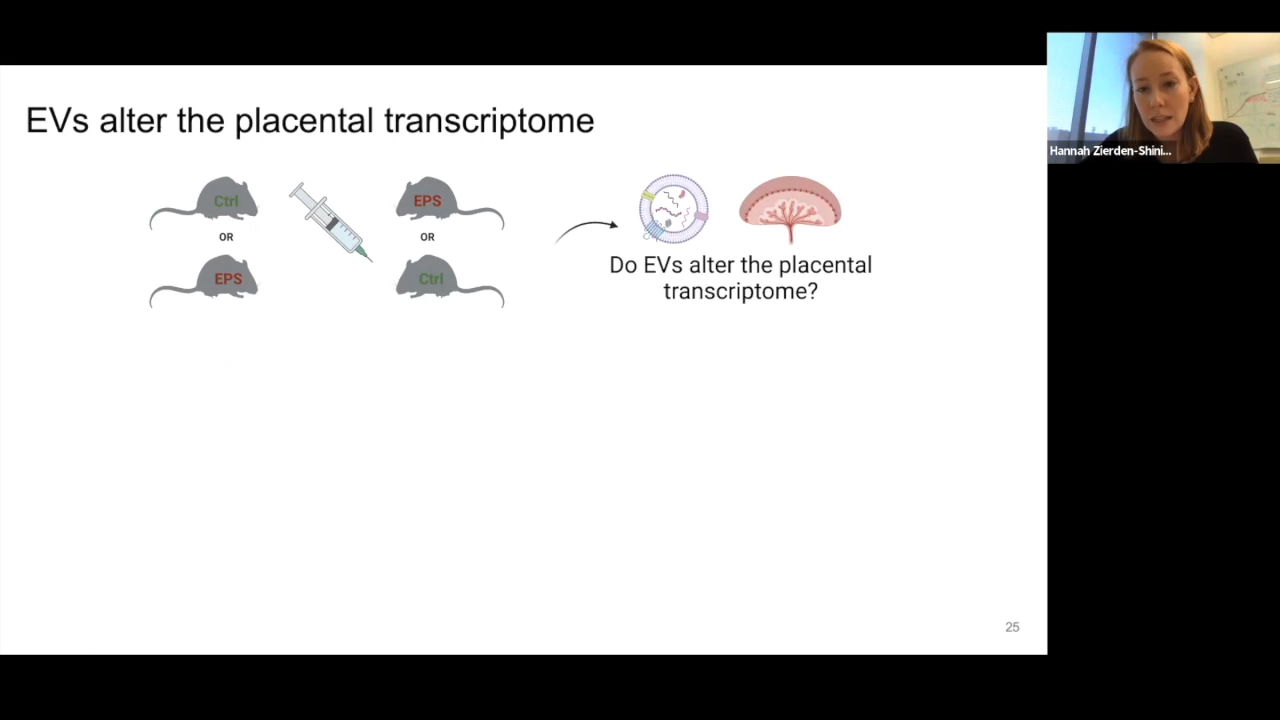 EVs alter the placental transcriptome
Hannah Zierden-Shini...
Ctrl
EPS
OR
OR
EPS
Ctrl
Do EVs alter the placental
transcriptome?
25